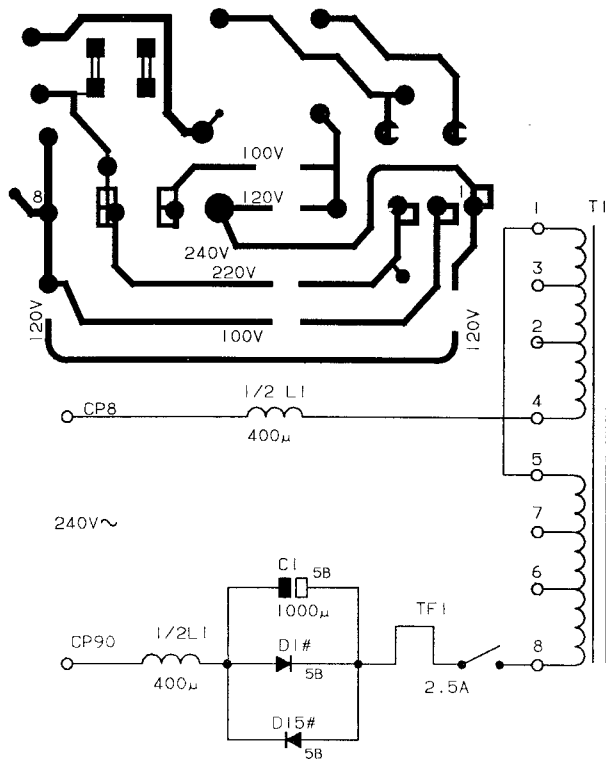 100V
8
120V
1
240V
220V
120V
100V
120V
1
T1
3
2
1/2 L1
CP8
4
400µ
5
7
240V~
C1
5B
6
1000µ
TF1
CP90
1/2L1
D1#
8
400µ
5B
2.5A
D15#
5B